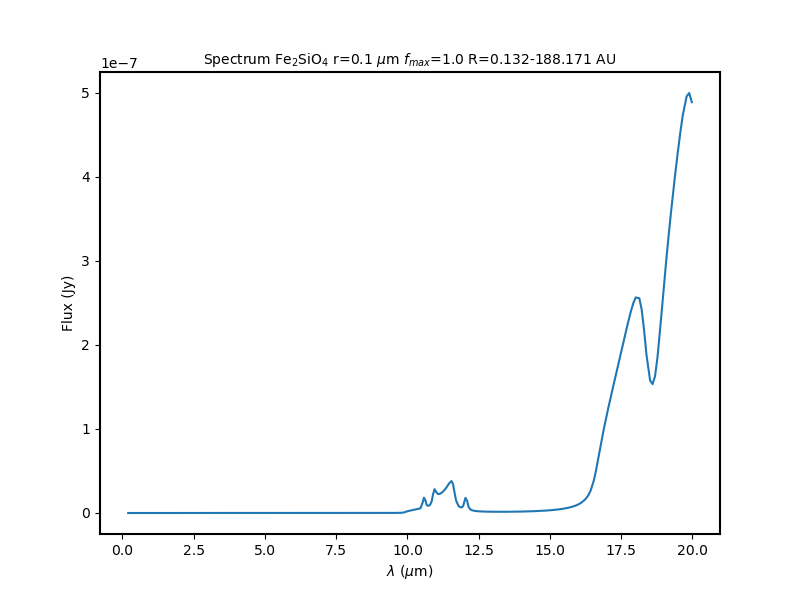 1e−7
Spectrum Fe₂SiO₄ r=0.1 μm fₘₐₓ=1.0 R=0.132-188.171 AU
5
4
3
2
1
0
Flux (Jy)
0.0 2.5 5.0 7.5 10.0 12.5 15.0 17.5 20.0
λ (μm)